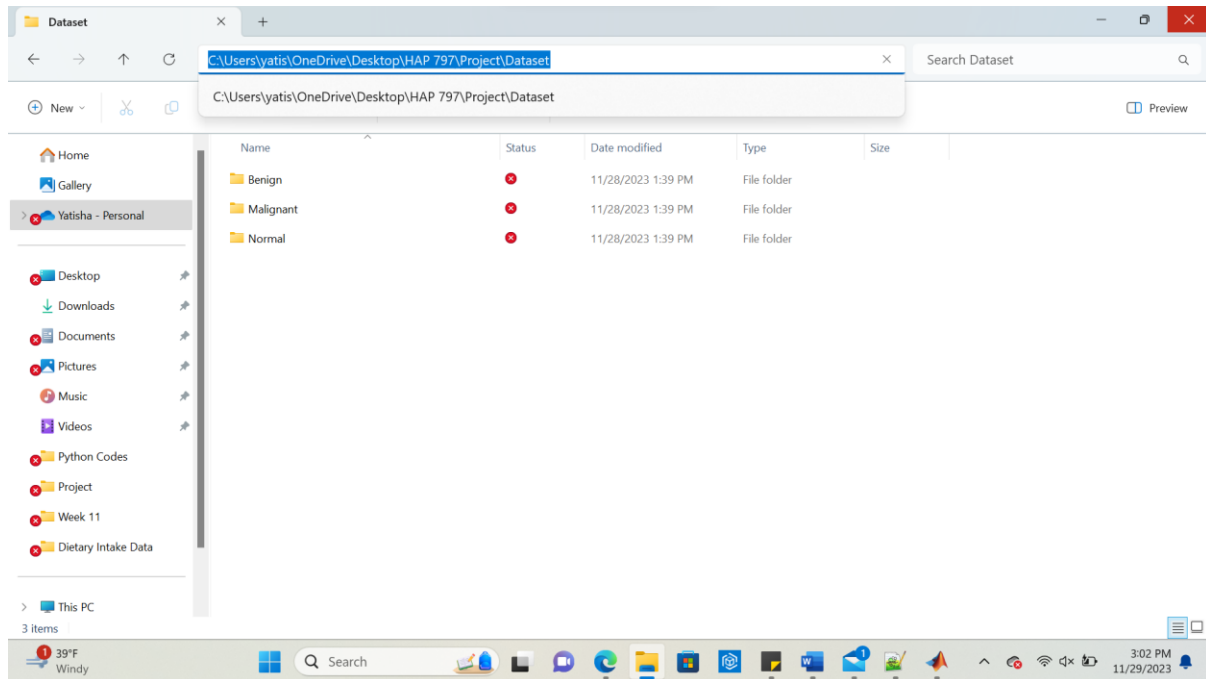 Dataset
C:\Users\yatis\OneDrive\Desktop\HAP 797\Project\Dataset
Search Dataset
C:\Users\yatis\OneDrive\Desktop\HAP 797\Project\Dataset
New
Preview
Name Status Date modified Type Size
Benign 11/28/2023 1:39 PM File folder
Malignant 11/28/2023 1:39 PM File folder
Normal 11/28/2023 1:39 PM File folder
Home
Gallery
Yatisha - Personal
Desktop
Downloads
Documents
Pictures
Music
Videos
Python Codes
Project
Week 11
Dietary Intake Data
This PC
3 items
1
39°F
Windy
Search
1
3:02 PM
11/29/2023